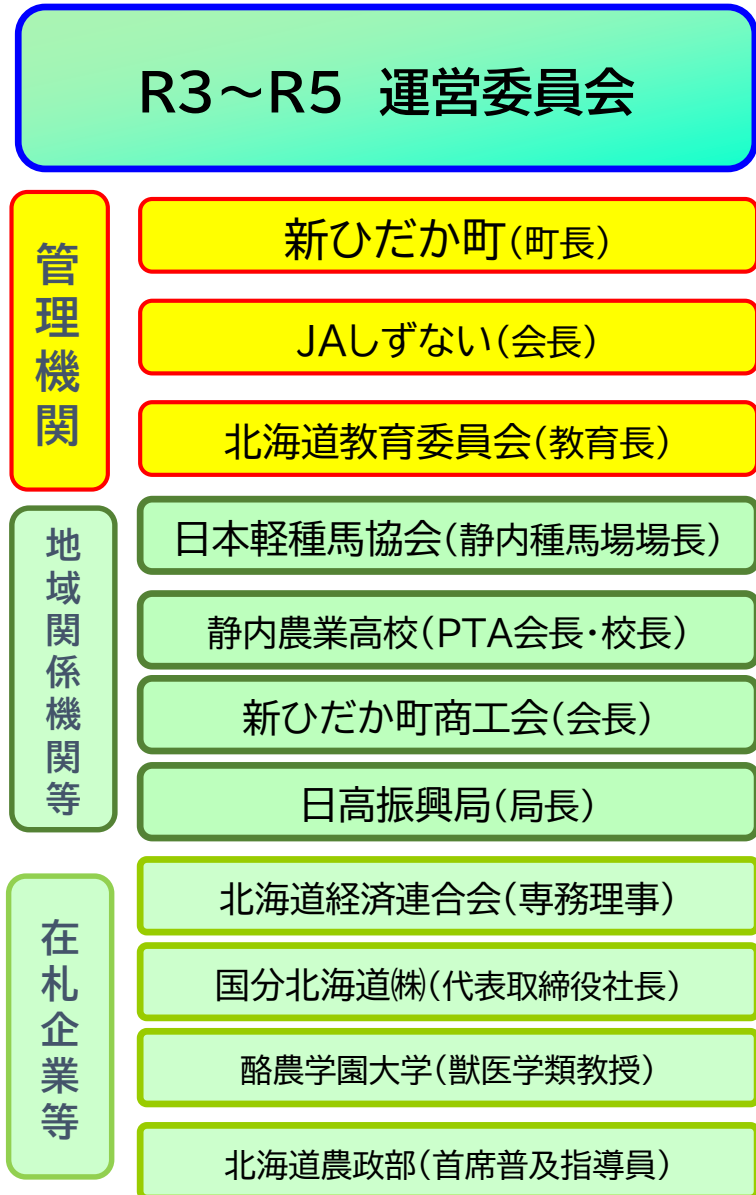 R3～R5　運営委員会
管理機関
新ひだか町(町長)
JAしずない(会長)
北海道教育委員会(教育長)
地域関係機関等
日本軽種馬協会(静内種馬場場長)
静内農業高校(PTA会長・校長)
新ひだか町商工会(会長)
日高振興局(局長)
在札企業等
北海道経済連合会(専務理事)
国分北海道㈱(代表取締役社長)
酪農学園大学(獣医学類教授)
北海道農政部(首席普及指導員)